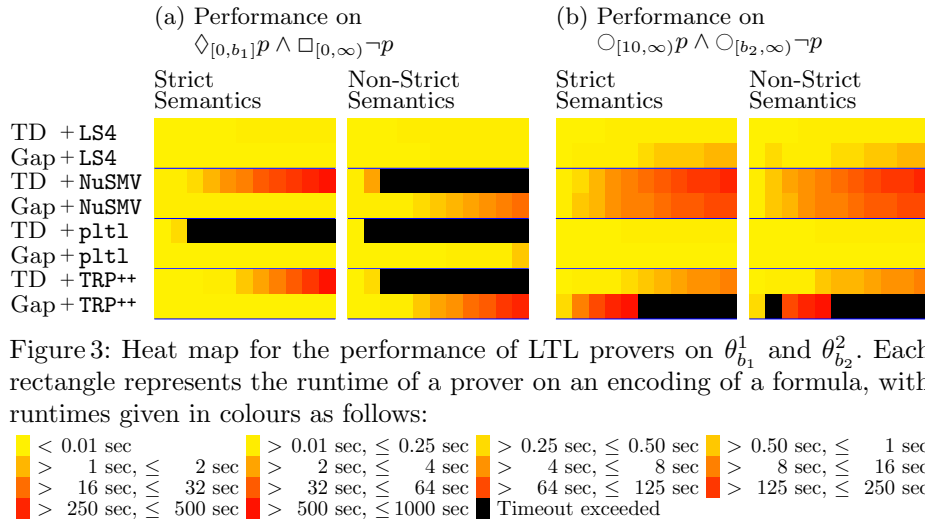 (a) Performance on
◊[0,b₁]p ∧ □[0,∞)¬p
(b) Performance on
○[10,∞)p ∧ ○[b₂,∞)¬p
Strict Semantics
Non-Strict Semantics
Strict Semantics
Non-Strict Semantics
TD + LS4
Gap + LS4
TD + NuSMV
Gap + NuSMV
TD + pltl
Gap + pltl
TD + TRP++
Gap + TRP++
Figure 3: Heat map for the performance of LTL provers on θ¹b₁ and θ²b₂. Each
rectangle represents the runtime of a prover on an encoding of a formula, with
runtimes given in colours as follows:
< 0.01 sec > 0.01 sec, ≤ 0.25 sec > 0.25 sec, ≤ 0.50 sec > 0.50 sec, ≤ 1 sec
> 1 sec, ≤ 2 sec > 2 sec, ≤ 4 sec > 4 sec, ≤ 8 sec > 8 sec, ≤ 16 sec
> 16 sec, ≤ 32 sec > 32 sec, ≤ 64 sec > 64 sec, ≤ 125 sec > 125 sec, ≤ 250 sec
> 250 sec, ≤ 500 sec > 500 sec, ≤1000 sec Timeout exceeded